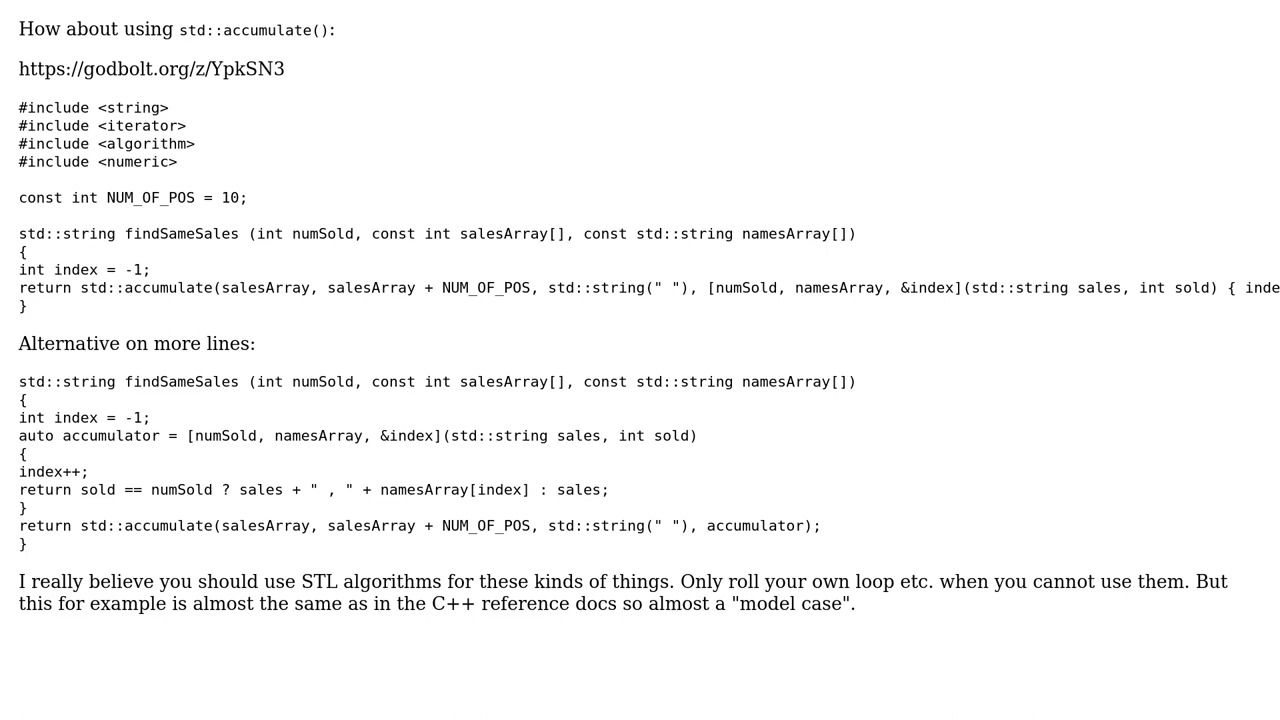 How about using std::accumulate():
https://godbolt.org/z/YpkSN3
#include <string>
#include <iterator>
#include <algorithm>
#include <numeric>
const int NUM_OF_POS = 10;
std::string findSameSales (int numSold, const int salesArray[], const std::string namesArray[])
{
int index = -1;
return std::accumulate(salesArray, salesArray + NUM_OF_POS, std::string(" "), [numSold, namesArray, &index](std::string sales, int sold) { inde
}
Alternative on more lines:
std::string findSameSales (int numSold, const int salesArray[], const std::string namesArray[])
{
int index = -1;
auto accumulator = [numSold, namesArray, &index](std::string sales, int sold)
{
index++;
return sold == numSold ? sales + " , " + namesArray[index] : sales;
}
return std::accumulate(salesArray, salesArray + NUM_OF_POS, std::string(" "), accumulator);
}
I really believe you should use STL algorithms for these kinds of things. Only roll your own loop etc. when you cannot use them. But
this for example is almost the same as in the C++ reference docs so almost a "model case".